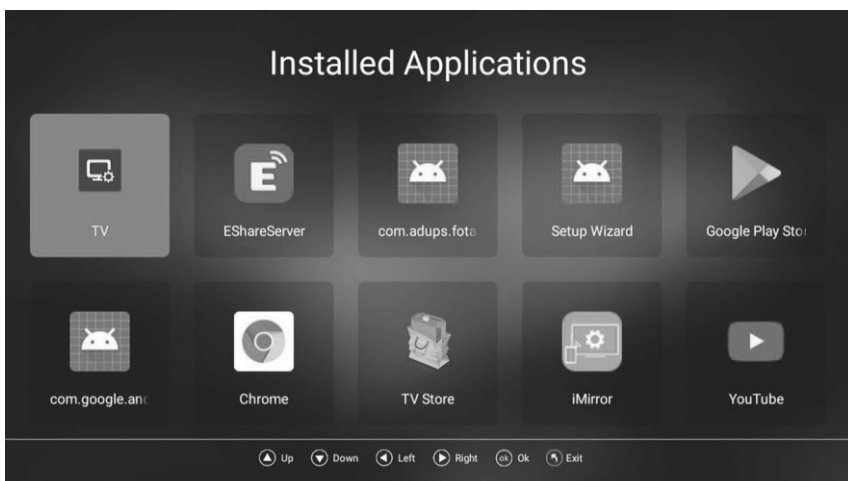 Installed Applications
E
TV
EShareServer
com.adups.fota
Setup Wizard
Google Play Stor
com.google.and
Chrome
TV Store
iMirror
YouTube
Up
Down
Left
Right
ok
Ok
Exit